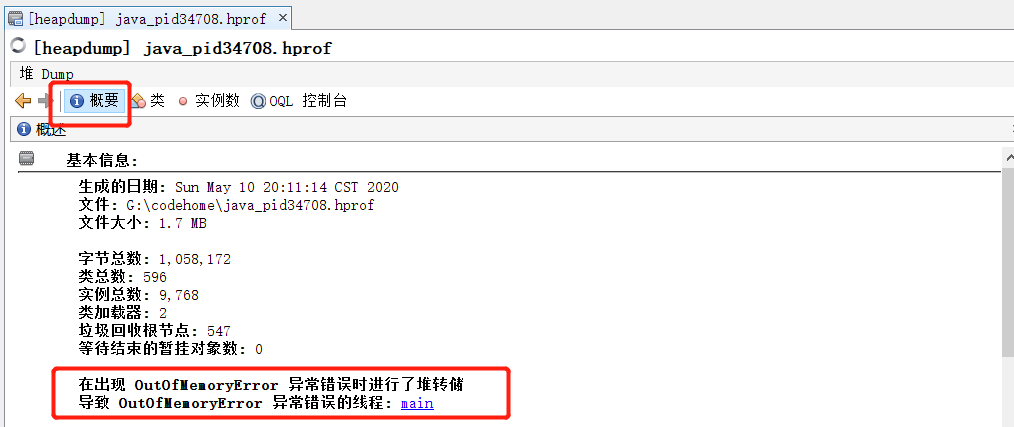 [heapdump] java_pid34708.hprof
[heapdump] java_pid34708.hprof
堆 Dump
概要 类 实例数 OQL 控制台
概述
基本信息:
生成的日期: Sun May 10 20:11:14 CST 2020
文件: G:\codehome\java_pid34708.hprof
文件大小: 1.7 MB
字节总数: 1,058,172
类总数: 596
实例总数: 9,768
类加载器: 2
垃圾回收根节点: 547
等待结束的暂挂对象数: 0
在出现 OutOfMemoryError 异常错误时进行了堆转储
导致 OutOfMemoryError 异常错误的线程: main